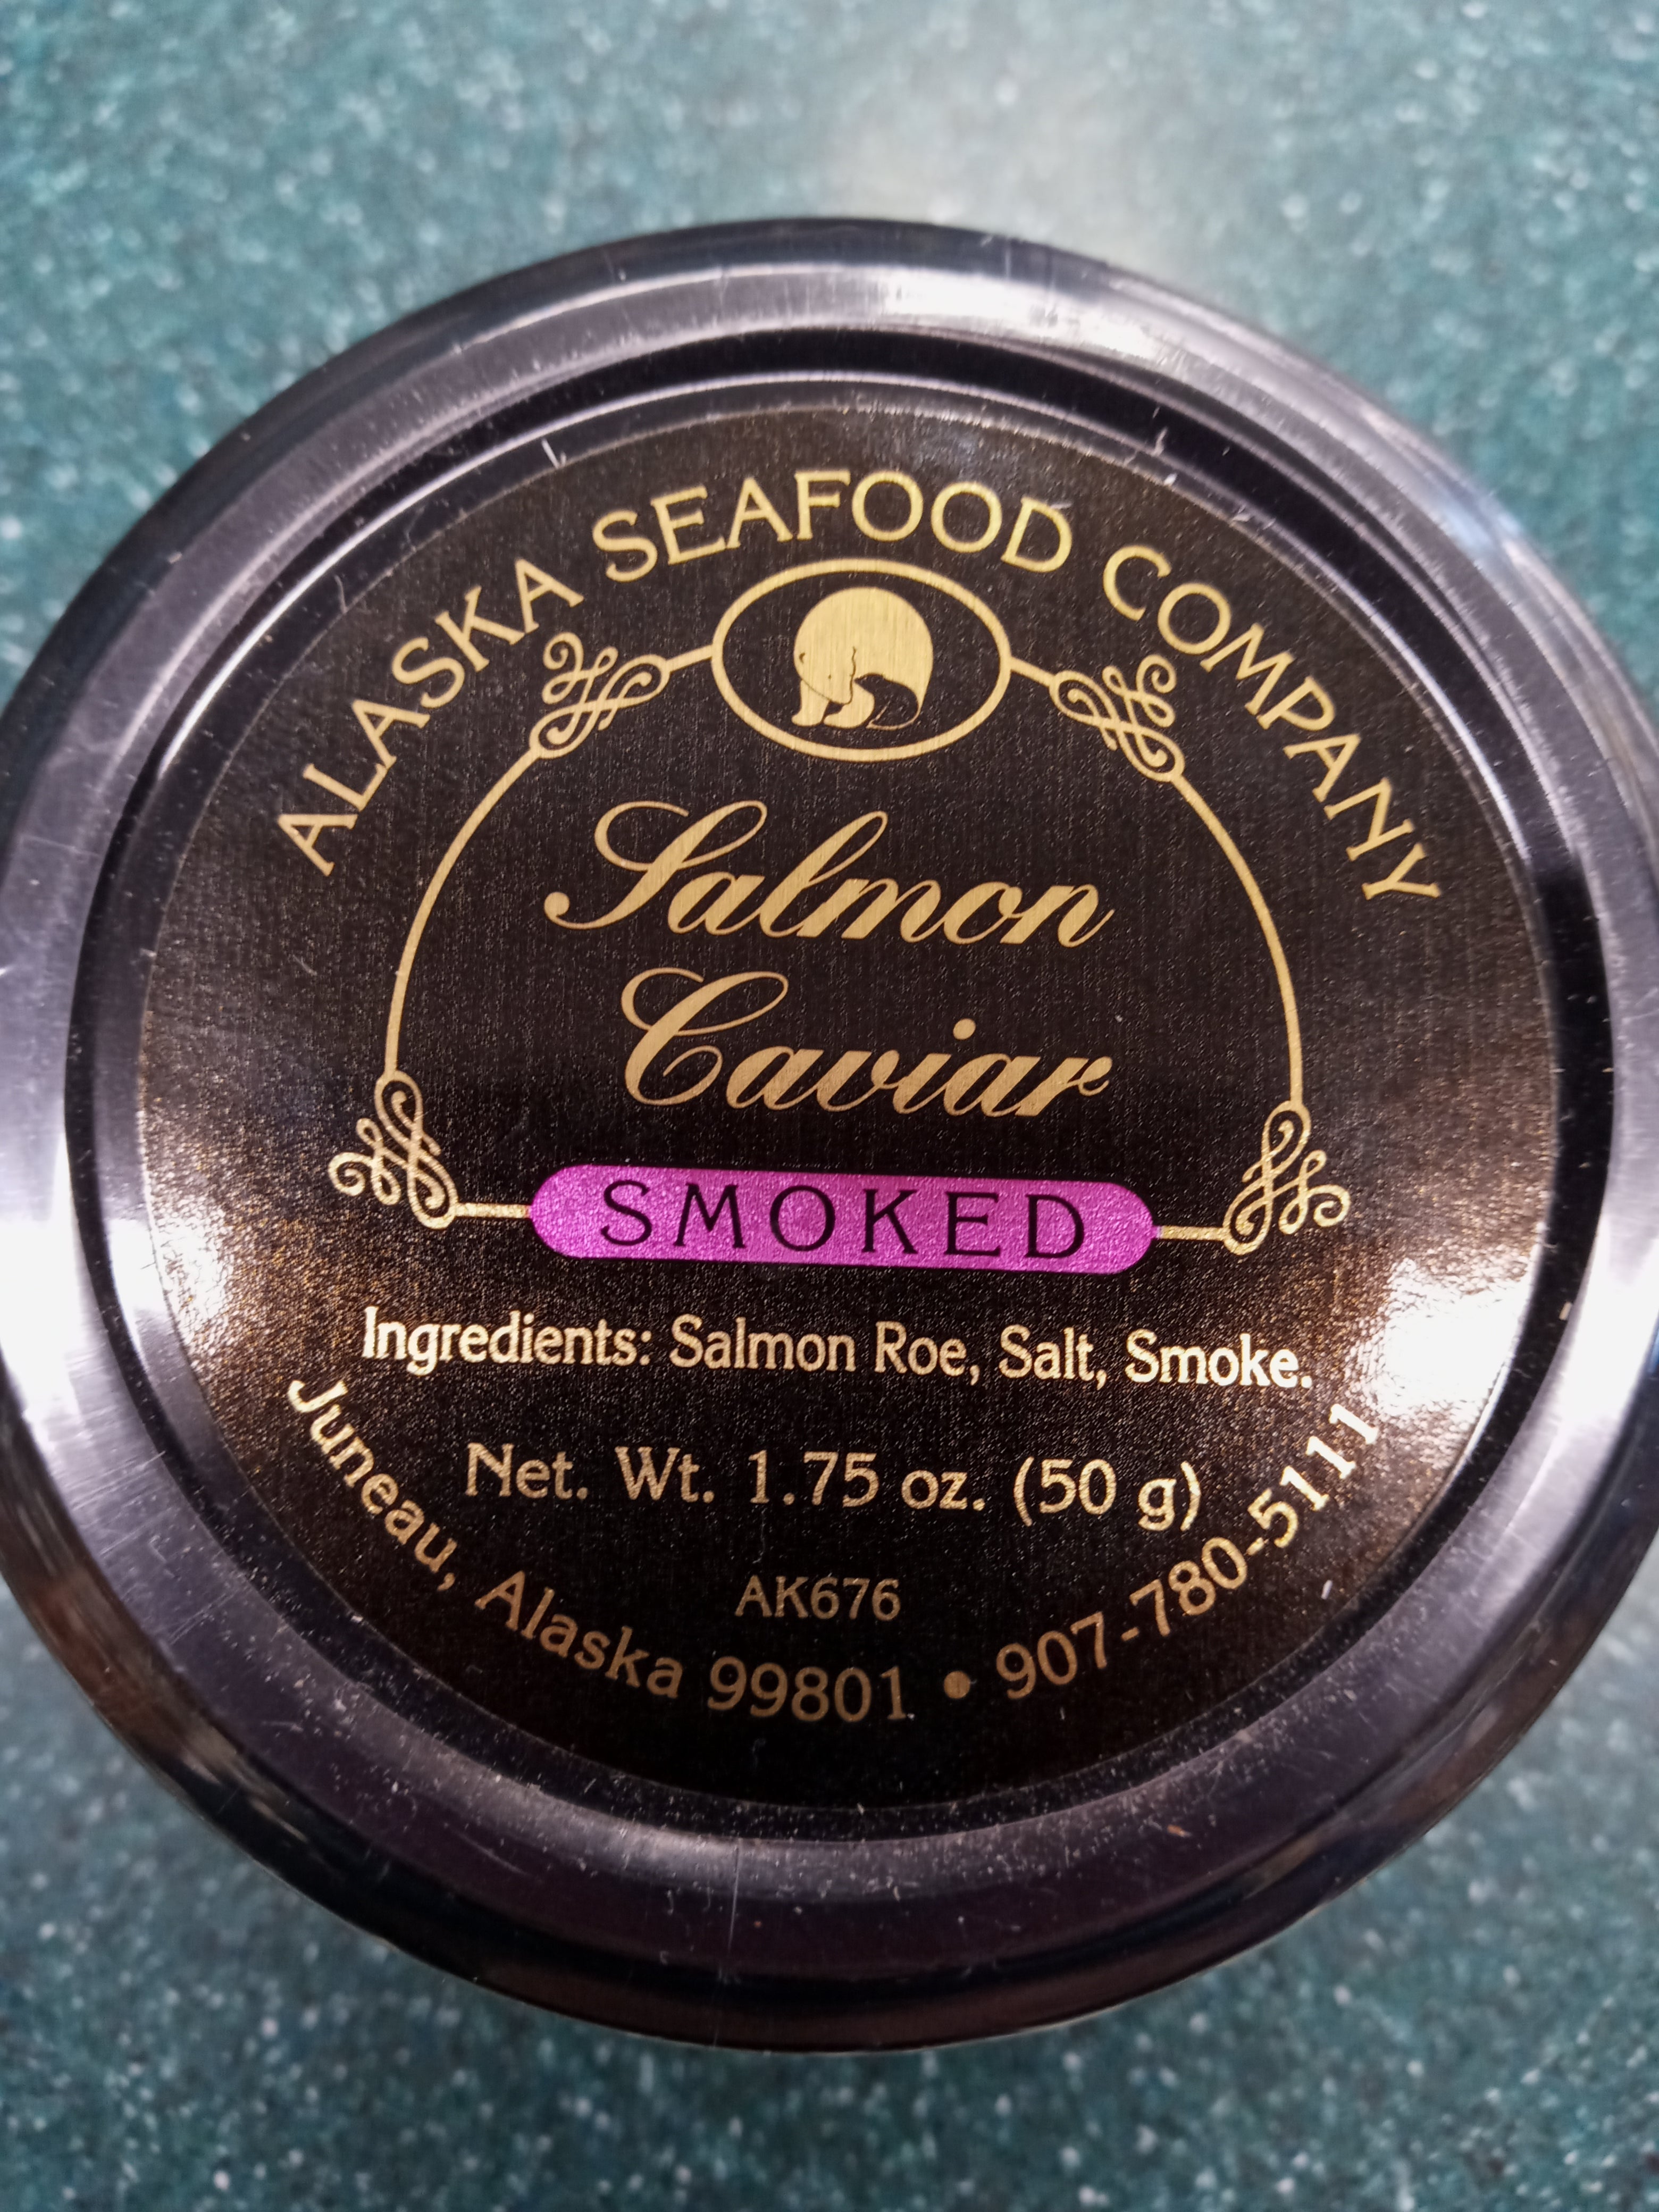 ALASKA SEAFOOD COMPANY
Salmon
Caviar
SMOKED
Ingredients: Salmon Roe, Salt, Smoke.
Net. Wt. 1.75 oz. (50 g)
AK676
Juneau, Alaska 99801 • 907-780-5111